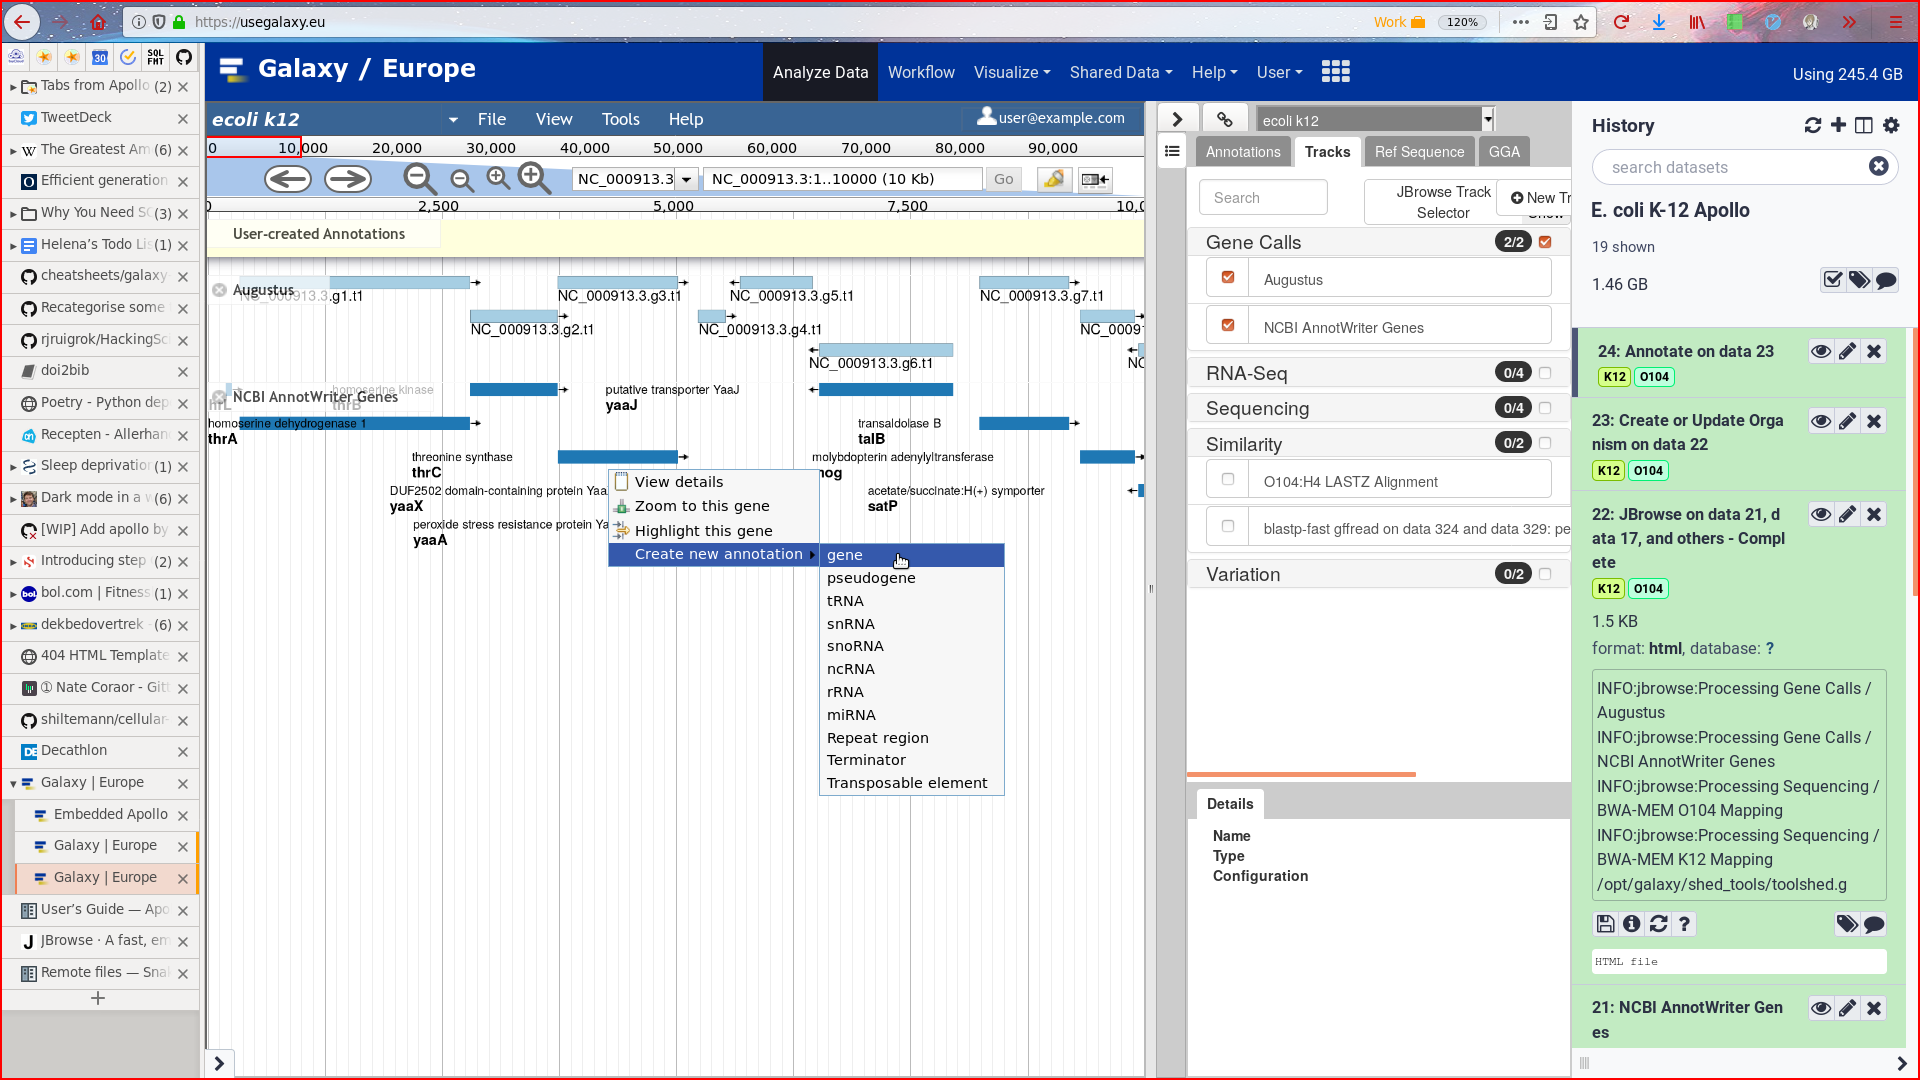 https://usegalaxy.eu
Work
120%
Tabs from Apollo (2)
TweetDeck
The Greatest Am (6)
Efficient generation
Why You Need SQ (3)
Helena's Todo Lis (1)
cheatsheets/galaxy-
Recategorise some
rjruigrok/HackingSc
doi2bib
Poetry - Python dep
Recepten - Allerhan
Sleep deprivation (1)
Dark mode in a w (6)
[WIP] Add apollo by
Introducing step (2)
bol.com | Fitness (1)
dekbedovertrek - (6)
404 HTML Template
① Nate Coraor - Gitt
shiltemann/cellular-
Decathlon
Galaxy | Europe
Embedded Apollo
Galaxy | Europe
Galaxy | Europe
User's Guide — Apo
JBrowse · A fast, em
Remote files — Snak
Galaxy / Europe
Analyze Data
Workflow
Visualize
Shared Data
Help
User
Using 245.4 GB
ecoli k12
File
View
Tools
Help
user@example.com
0 10,000 20,000 30,000 40,000 50,000 60,000 70,000 80,000 90,000
NC_000913.3
NC_000913.3:1..10000 (10 Kb)
Go
0 2,500 5,000 7,500 10,0
User-created Annotations
Augustus
NC_000913.3.g1.t1
NC_000913.3.g3.t1
NC_000913.3.g5.t1
NC_000913.3.g7.t1
NC_000913.3.g2.t1
NC_000913.3.g4.t1
NC_0009
NC_000913.3.g6.t1
NC
NCBI AnnotWriter Genes
homoserine kinase
thrL
thrB
putative transporter YaaJ
yaaJ
homoserine dehydrogenase 1
thrA
transaldolase B
talB
threonine synthase
thrC
molybdopterin adenylyltransferase
mog
DUF2502 domain-containing protein Yaa
yaaX
acetate/succinate:H(+) symporter
satP
peroxide stress resistance protein Ya
yaaA
View details
Zoom to this gene
Highlight this gene
Create new annotation
gene
pseudogene
tRNA
snRNA
snoRNA
ncRNA
rRNA
miRNA
Repeat region
Terminator
Transposable element
ecoli k12
Annotations
Tracks
Ref Sequence
GGA
Search
JBrowse Track Selector
New Tr
Show
Gene Calls 2/2
Augustus
NCBI AnnotWriter Genes
RNA-Seq 0/4
Sequencing 0/4
Similarity 0/2
O104:H4 LASTZ Alignment
blastp-fast gffread on data 324 and data 329: pe
Variation 0/2
Details
Name
Type
Configuration
History
search datasets
E. coli K-12 Apollo
19 shown
1.46 GB
24: Annotate on data 23
K12 O104
23: Create or Update Orga
nism on data 22
K12 O104
22: JBrowse on data 21, d
ata 17, and others - Compl
ete
K12 O104
1.5 KB
format: html, database: ?
INFO:jbrowse:Processing Gene Calls /
Augustus
INFO:jbrowse:Processing Gene Calls /
NCBI AnnotWriter Genes
INFO:jbrowse:Processing Sequencing /
BWA-MEM O104 Mapping
INFO:jbrowse:Processing Sequencing /
BWA-MEM K12 Mapping
/opt/galaxy/shed_tools/toolshed.g
HTML file
21: NCBI AnnotWriter Gen
es